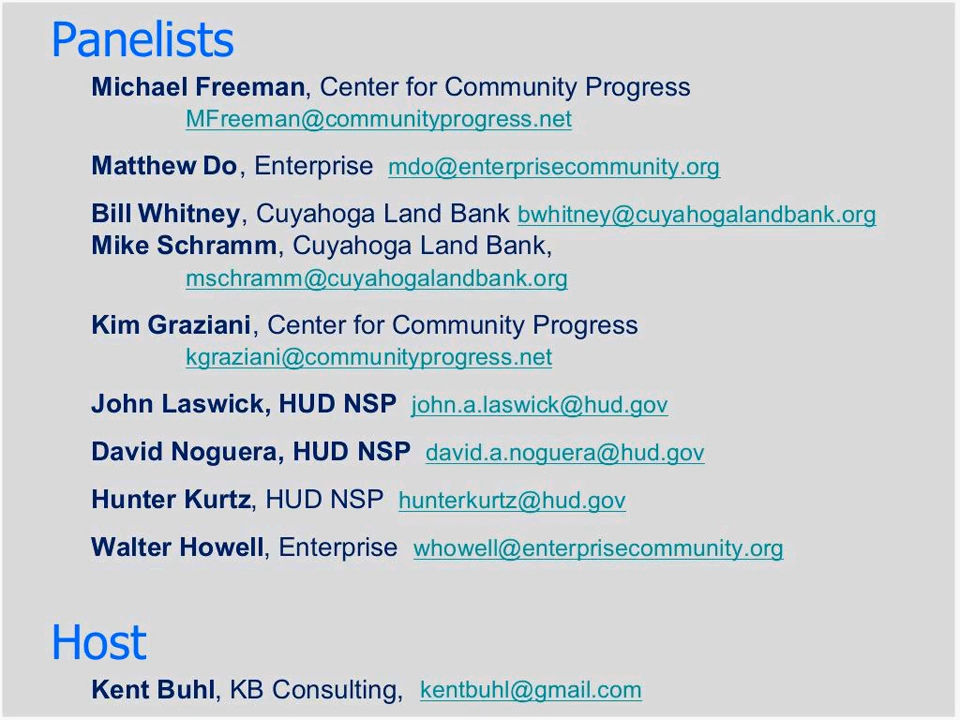 Panelists
Michael Freeman, Center for Community Progress
MFreeman@communityprogress.net
Matthew Do, Enterprise mdo@enterprisecommunity.org
Bill Whitney, Cuyahoga Land Bank bwhitney@cuyahogalandbank.org
Mike Schramm, Cuyahoga Land Bank,
mschramm@cuyahogalandbank.org
Kim Graziani, Center for Community Progress
kgraziani@communityprogress.net
John Laswick, HUD NSP john.a.laswick@hud.gov
David Noguera, HUD NSP david.a.noguera@hud.gov
Hunter Kurtz, HUD NSP hunterkurtz@hud.gov
Walter Howell, Enterprise whowell@enterprisecommunity.org
Host
Kent Buhl, KB Consulting, kentbuhl@gmail.com